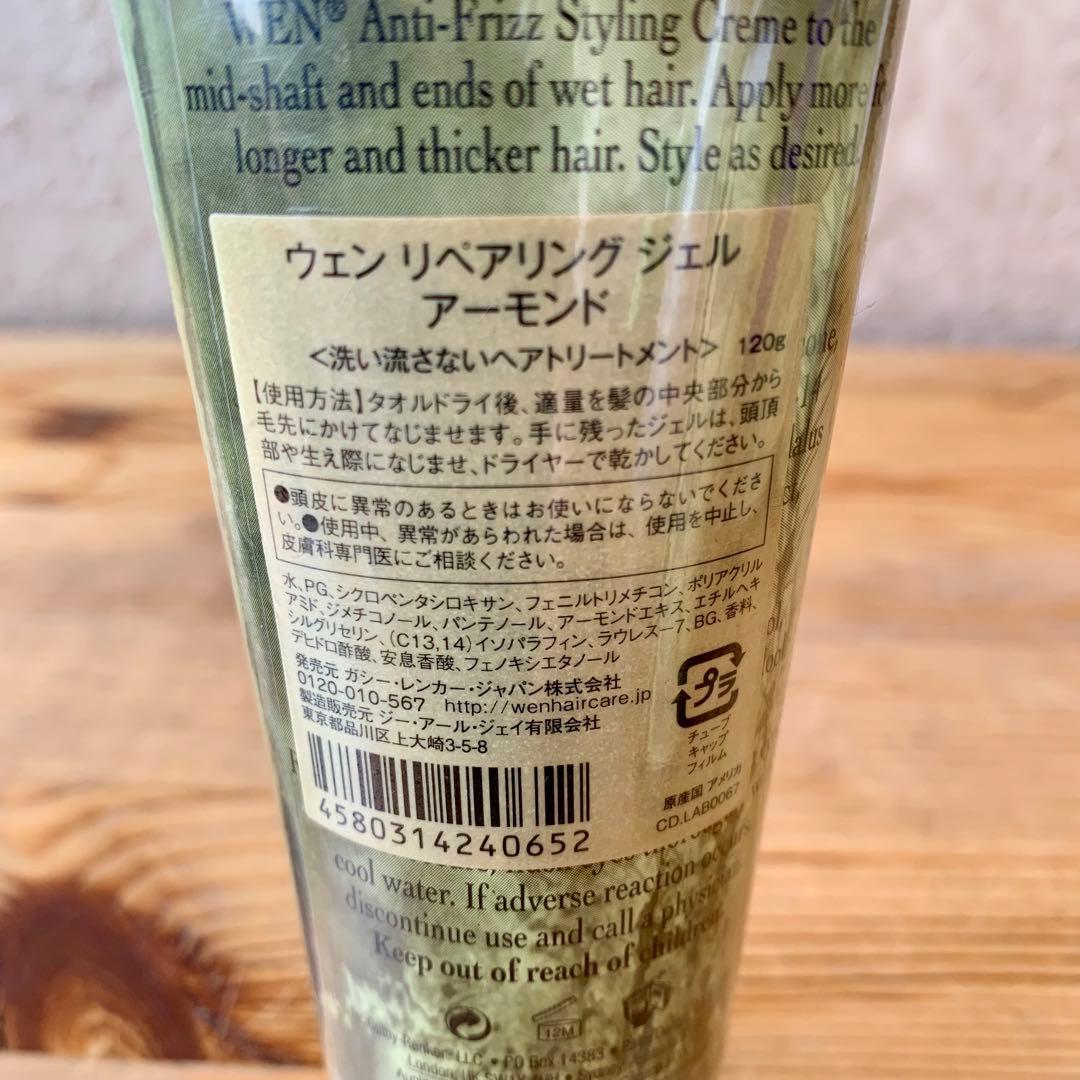 WEN® Anti-Frizz Styling Creme to the
mid-shaft and ends of wet hair. Apply more
longer and thicker hair. Style as desired.
ウェン リペアリング ジェル
アーモンド
<洗い流さないヘアトリートメント> 120g
【使用方法】タオルドライ後、適量を髪の中央部分から
毛先にかけてなじませます。手に残ったジェルは、頭頂
部や生え際になじませ、ドライヤーで乾かしてください。
●頭皮に異常のあるときはお使いにならないでくださ
い。●使用中、異常があらわれた場合は、使用を中止し、
皮膚科専門医にご相談ください。
水、PG、シクロペンタシロキサン、フェニルトリメチコン、ポリアクリル
アミド、ジメチコノール、パンテノール、アーモンドエキス、エチルヘキ
シルグリセリン、(C13,14)イソパラフィン、ラウレス-7、BG、香料、
デヒドロ酢酸、安息香酸、フェノキシエタノール
発売元 ガシー・レンカー・ジャパン株式会社
0120-010-567 http://wenhaircare.jp
製造販売元 ジー・アール・ジェイ有限会社
東京都品川区上大崎3-5-8
プラ
チューブ
キャップ
フィルム
原産国 アメリカ
CD.LAB0067
4580314240652
cool water. If adverse reaction occurs,
discontinue use and call a physician.
Keep out of reach of children.
12M
LLC • PO Box 14383 •
London, UK